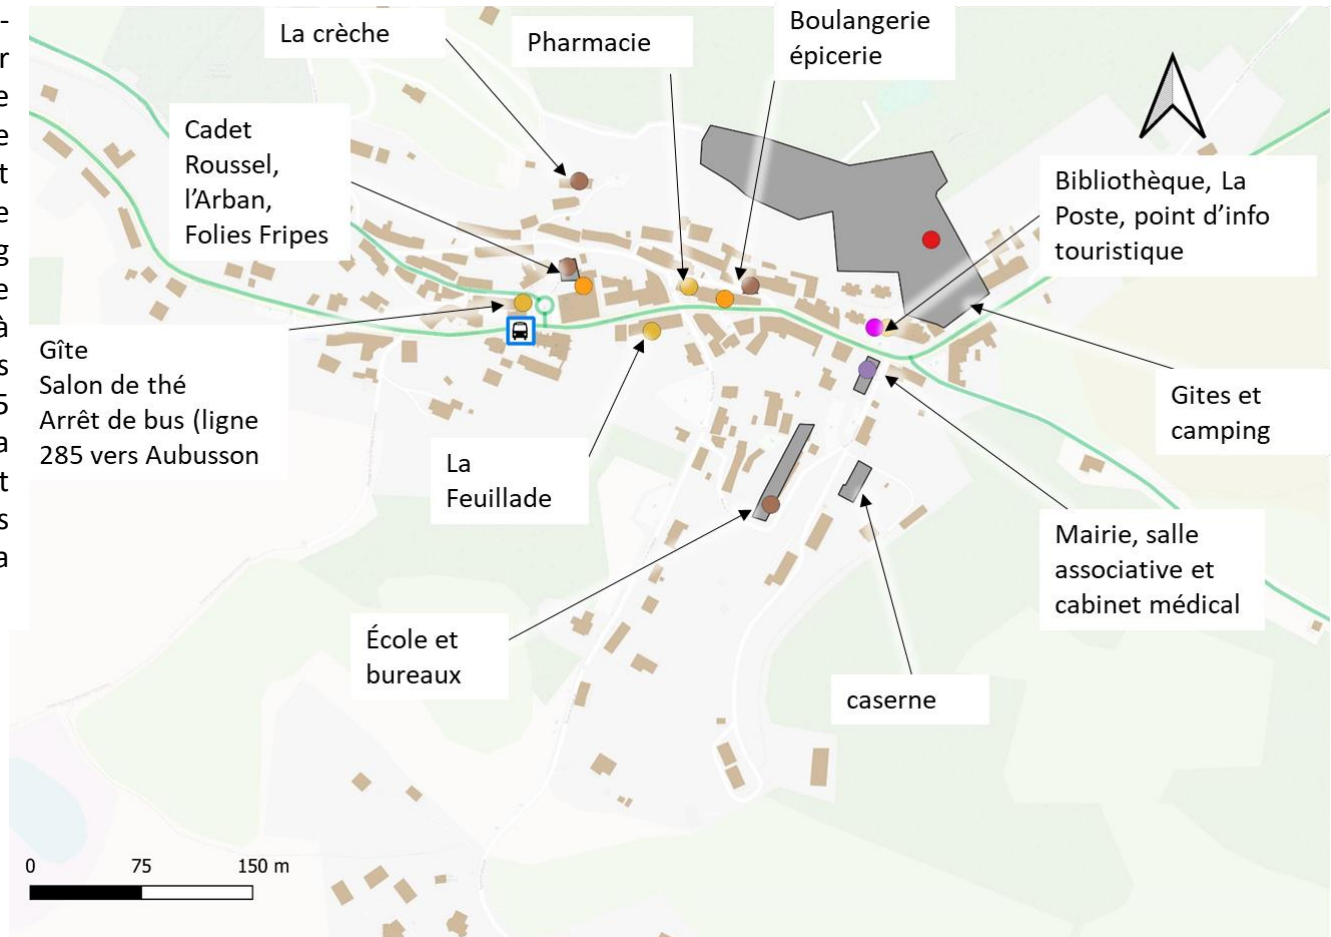 -
r
e
e
t
e
g
e
à
s
5
a
t
s
a
La crèche
Pharmacie
Boulangerie
épicerie
Cadet
Roussel,
l’Arban,
Folies Fripes
Bibliothèque, La
Poste, point d’info
touristique
Gîte
Salon de thé
Arrêt de bus (ligne
285 vers Aubusson
La
Feuillade
Gites et
camping
Mairie, salle
associative et
cabinet médical
École et
bureaux
caserne
0 75 150 m